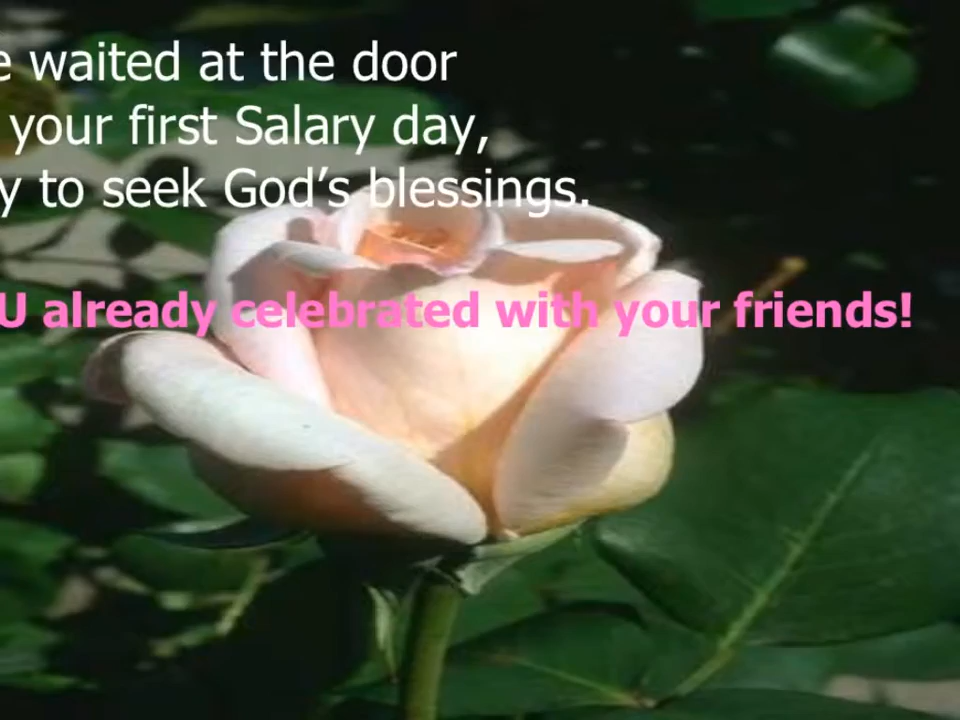 e waited at the door
your first Salary day,
y to seek God’s blessings.
U already celebrated with your friends!